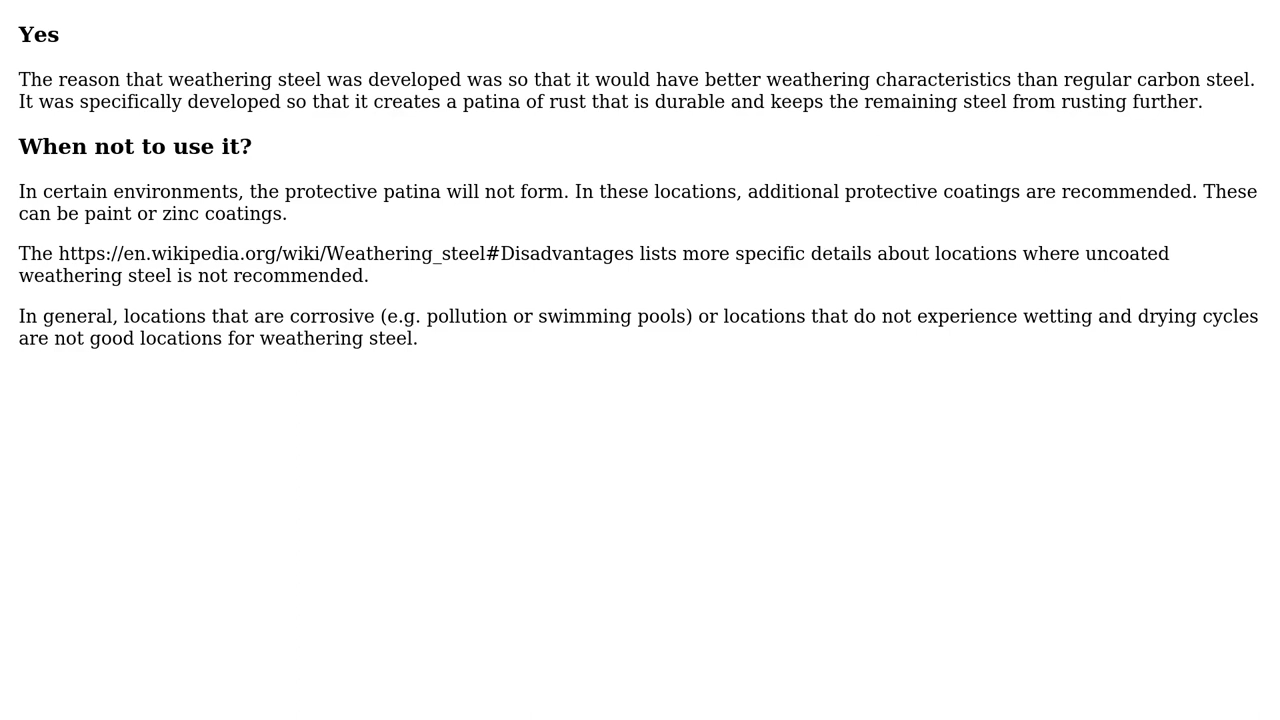 Yes
The reason that weathering steel was developed was so that it would have better weathering characteristics than regular carbon steel.
It was specifically developed so that it creates a patina of rust that is durable and keeps the remaining steel from rusting further.
When not to use it?
In certain environments, the protective patina will not form. In these locations, additional protective coatings are recommended. These
can be paint or zinc coatings.
The https://en.wikipedia.org/wiki/Weathering_steel#Disadvantages lists more specific details about locations where uncoated
weathering steel is not recommended.
In general, locations that are corrosive (e.g. pollution or swimming pools) or locations that do not experience wetting and drying cycles
are not good locations for weathering steel.